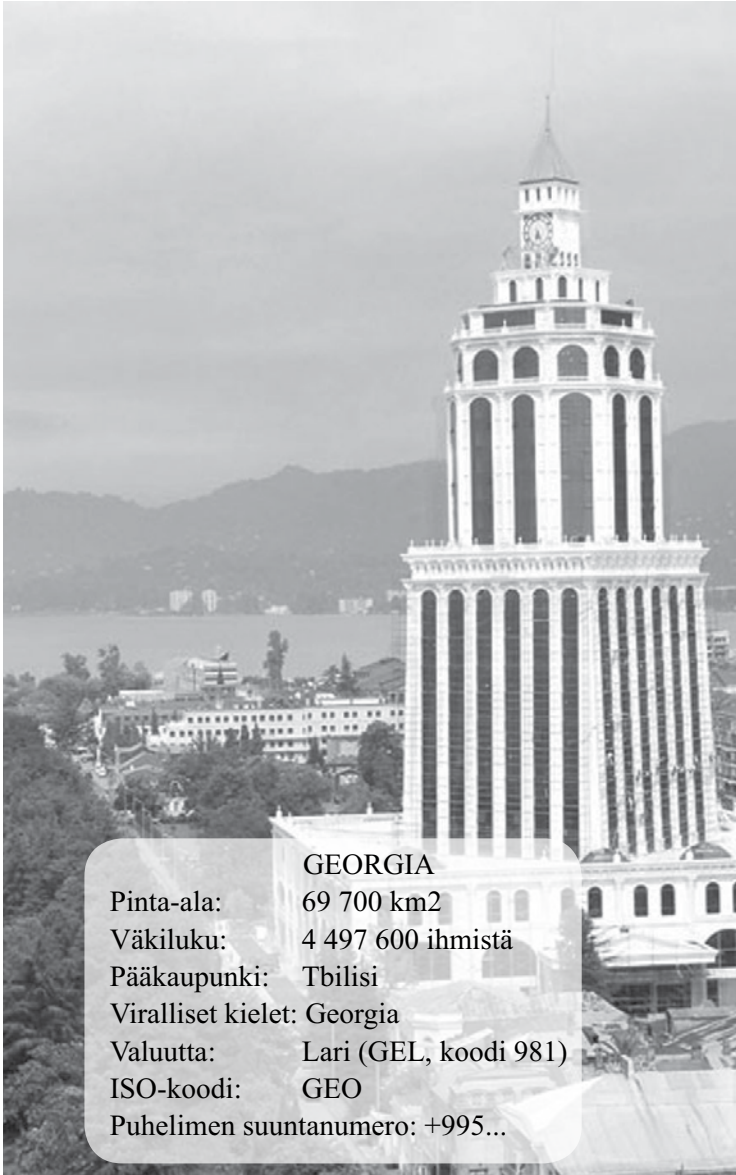 GEORGIA
Pinta-ala: 69 700 km2
Väkiluku: 4 497 600 ihmistä
Pääkaupunki: Tbilisi
Viralliset kielet: Georgia
Valuutta: Lari (GEL, koodi 981)
ISO-koodi: GEO
Puhelimen suuntanumero: +995...